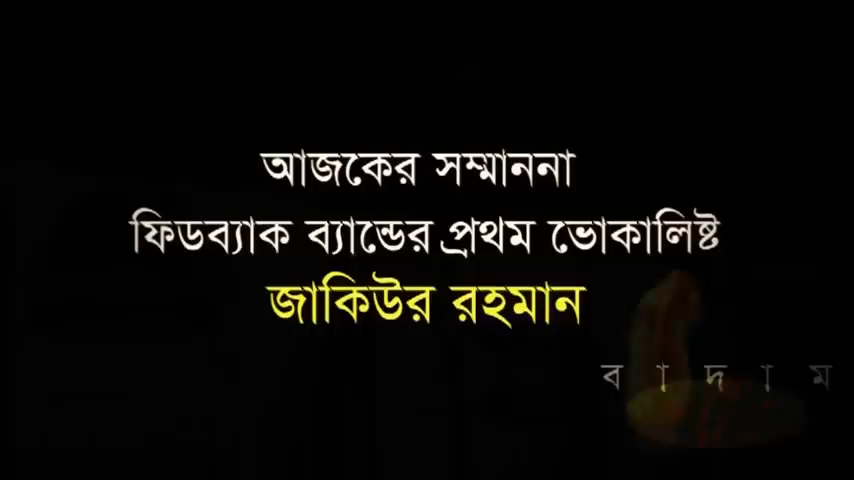 আজকের সম্মাননা
ফিডব্যাক ব্যান্ডের প্রথম ভোকালিষ্ট
জাকিউর রহমান
বাদাম